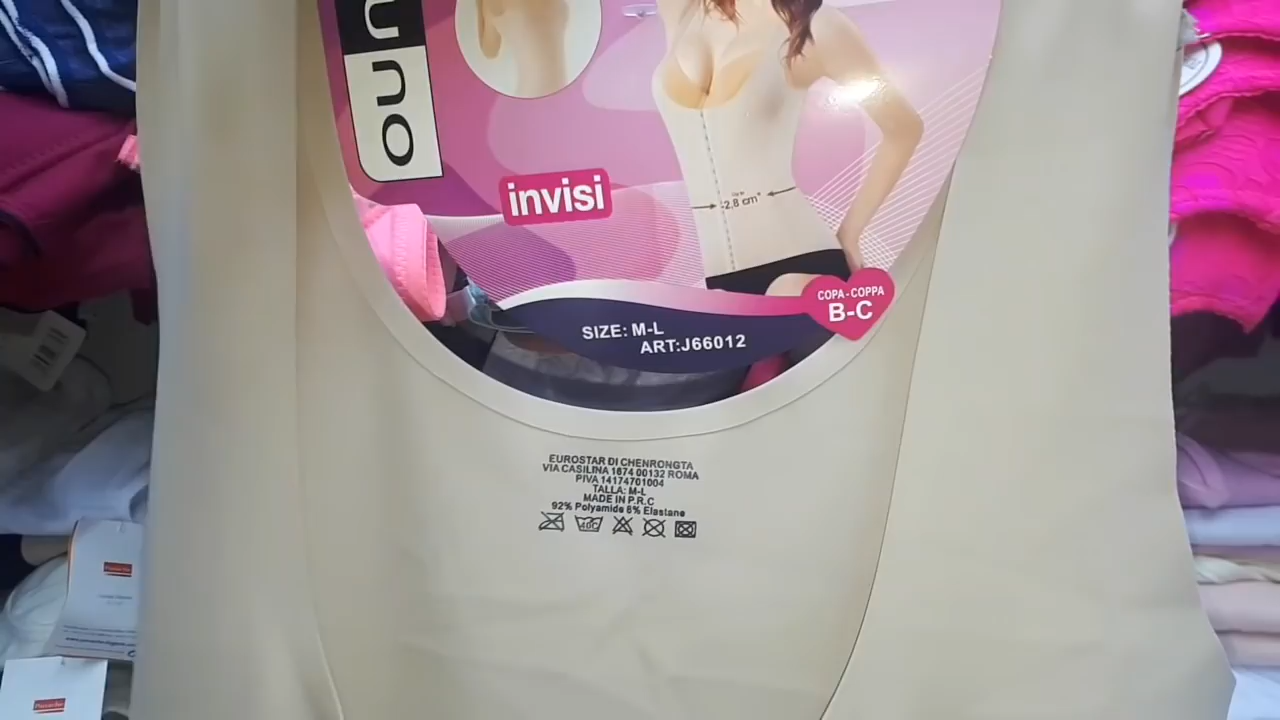 uno
invisi
-2.8 cm*
COPA-COPPA
B-C
SIZE: M-L
ART:J66012
EUROSTAR DI CHENRONGTA
VIA CASILINA 1674 00132 ROMA
PIVA 14174701004
TALLA: M-L
MADE IN P.R.C
92% Polyamide 8% Elastane
40C